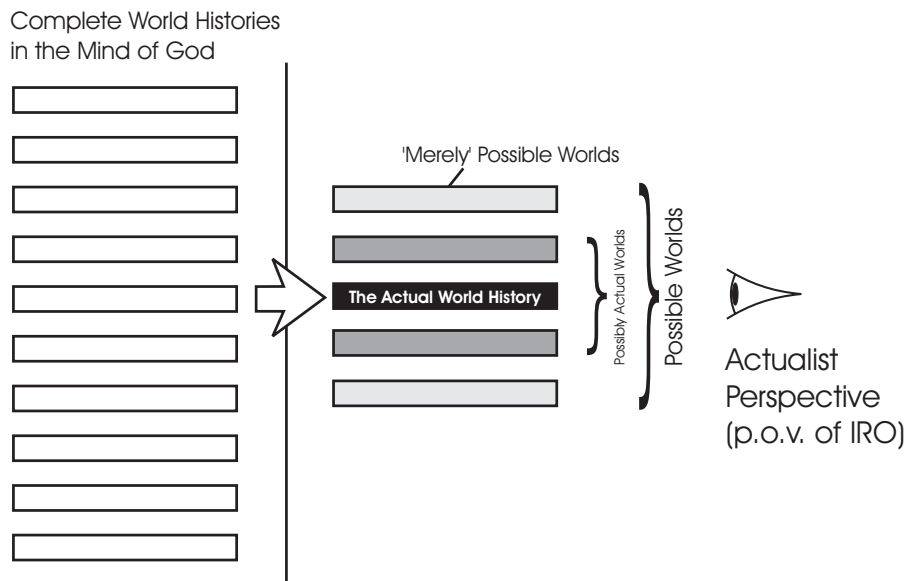 Complete World Histories
in the Mind of God
'Merely' Possible Worlds
The Actual World History
Possibly Actual Worlds
Possible Worlds
Actualist
Perspective
(p.o.v. of IRO)